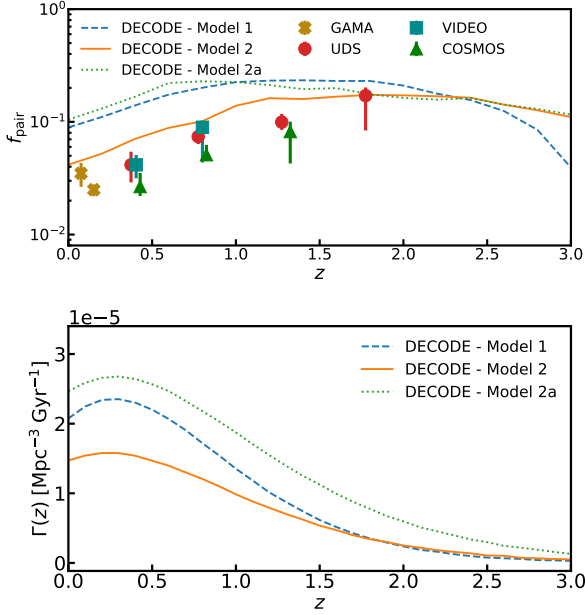 10⁰
DECODE - Model 1
DECODE - Model 2
DECODE - Model 2a
GAMA
UDS
VIDEO
COSMOS
f_pair
10⁻¹
10⁻²
0.0 0.5 1.0 1.5 2.0 2.5 3.0
z
1e−5
DECODE - Model 1
DECODE - Model 2
DECODE - Model 2a
Γ(z) [Mpc⁻³ Gyr⁻¹]
3
2
1
0
0.0 0.5 1.0 1.5 2.0 2.5 3.0
z